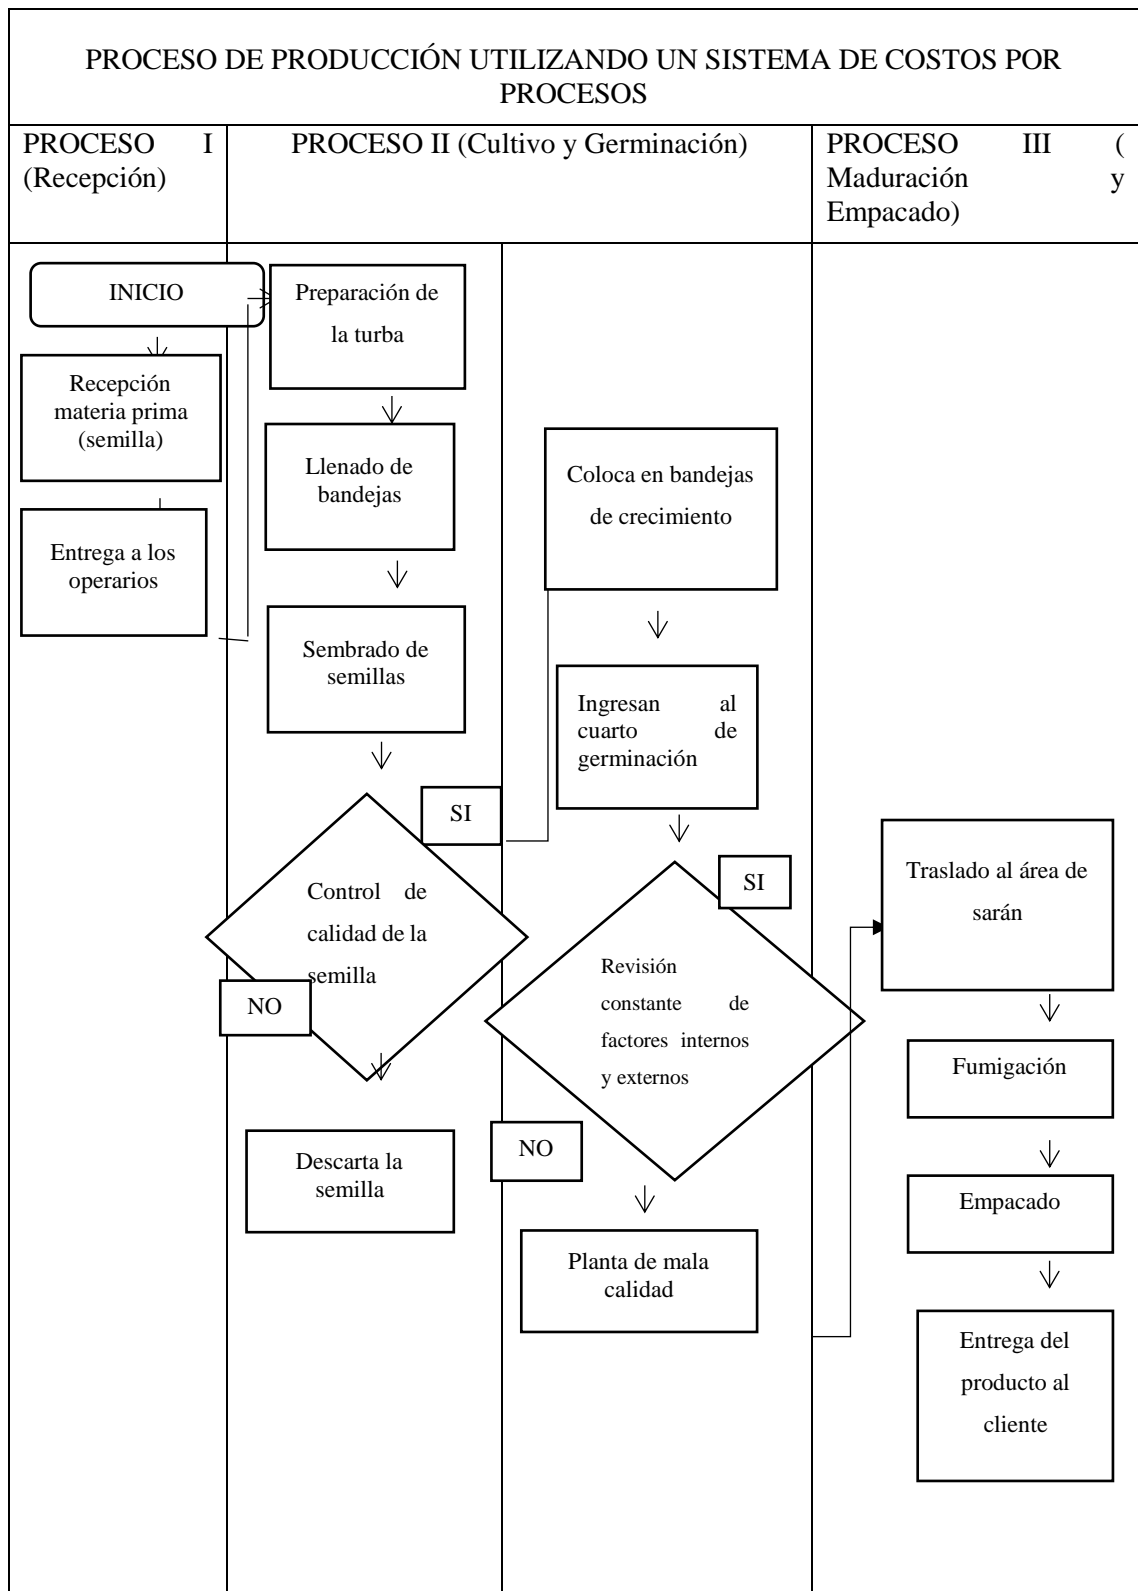 PROCESO DE PRODUCCIÓN UTILIZANDO UN SISTEMA DE COSTOS POR
PROCESOS
PROCESO I
(Recepción)
PROCESO II (Cultivo y Germinación)
PROCESO III (
Maduración y
Empacado)
INICIO
Recepción
materia prima
(semilla)
Entrega a los
operarios
Preparación de
la turba
Llenado de
bandejas
Sembrado de
semillas
SI
Control de
calidad de la
semilla
NO
Descarta la
semilla
Coloca en bandejas
de crecimiento
Ingresan al
cuarto de
germinación
SI
Revisión
constante de
factores internos
y externos
NO
Planta de mala
calidad
Traslado al área de
sarán
Fumigación
Empacado
Entrega del
producto al
cliente